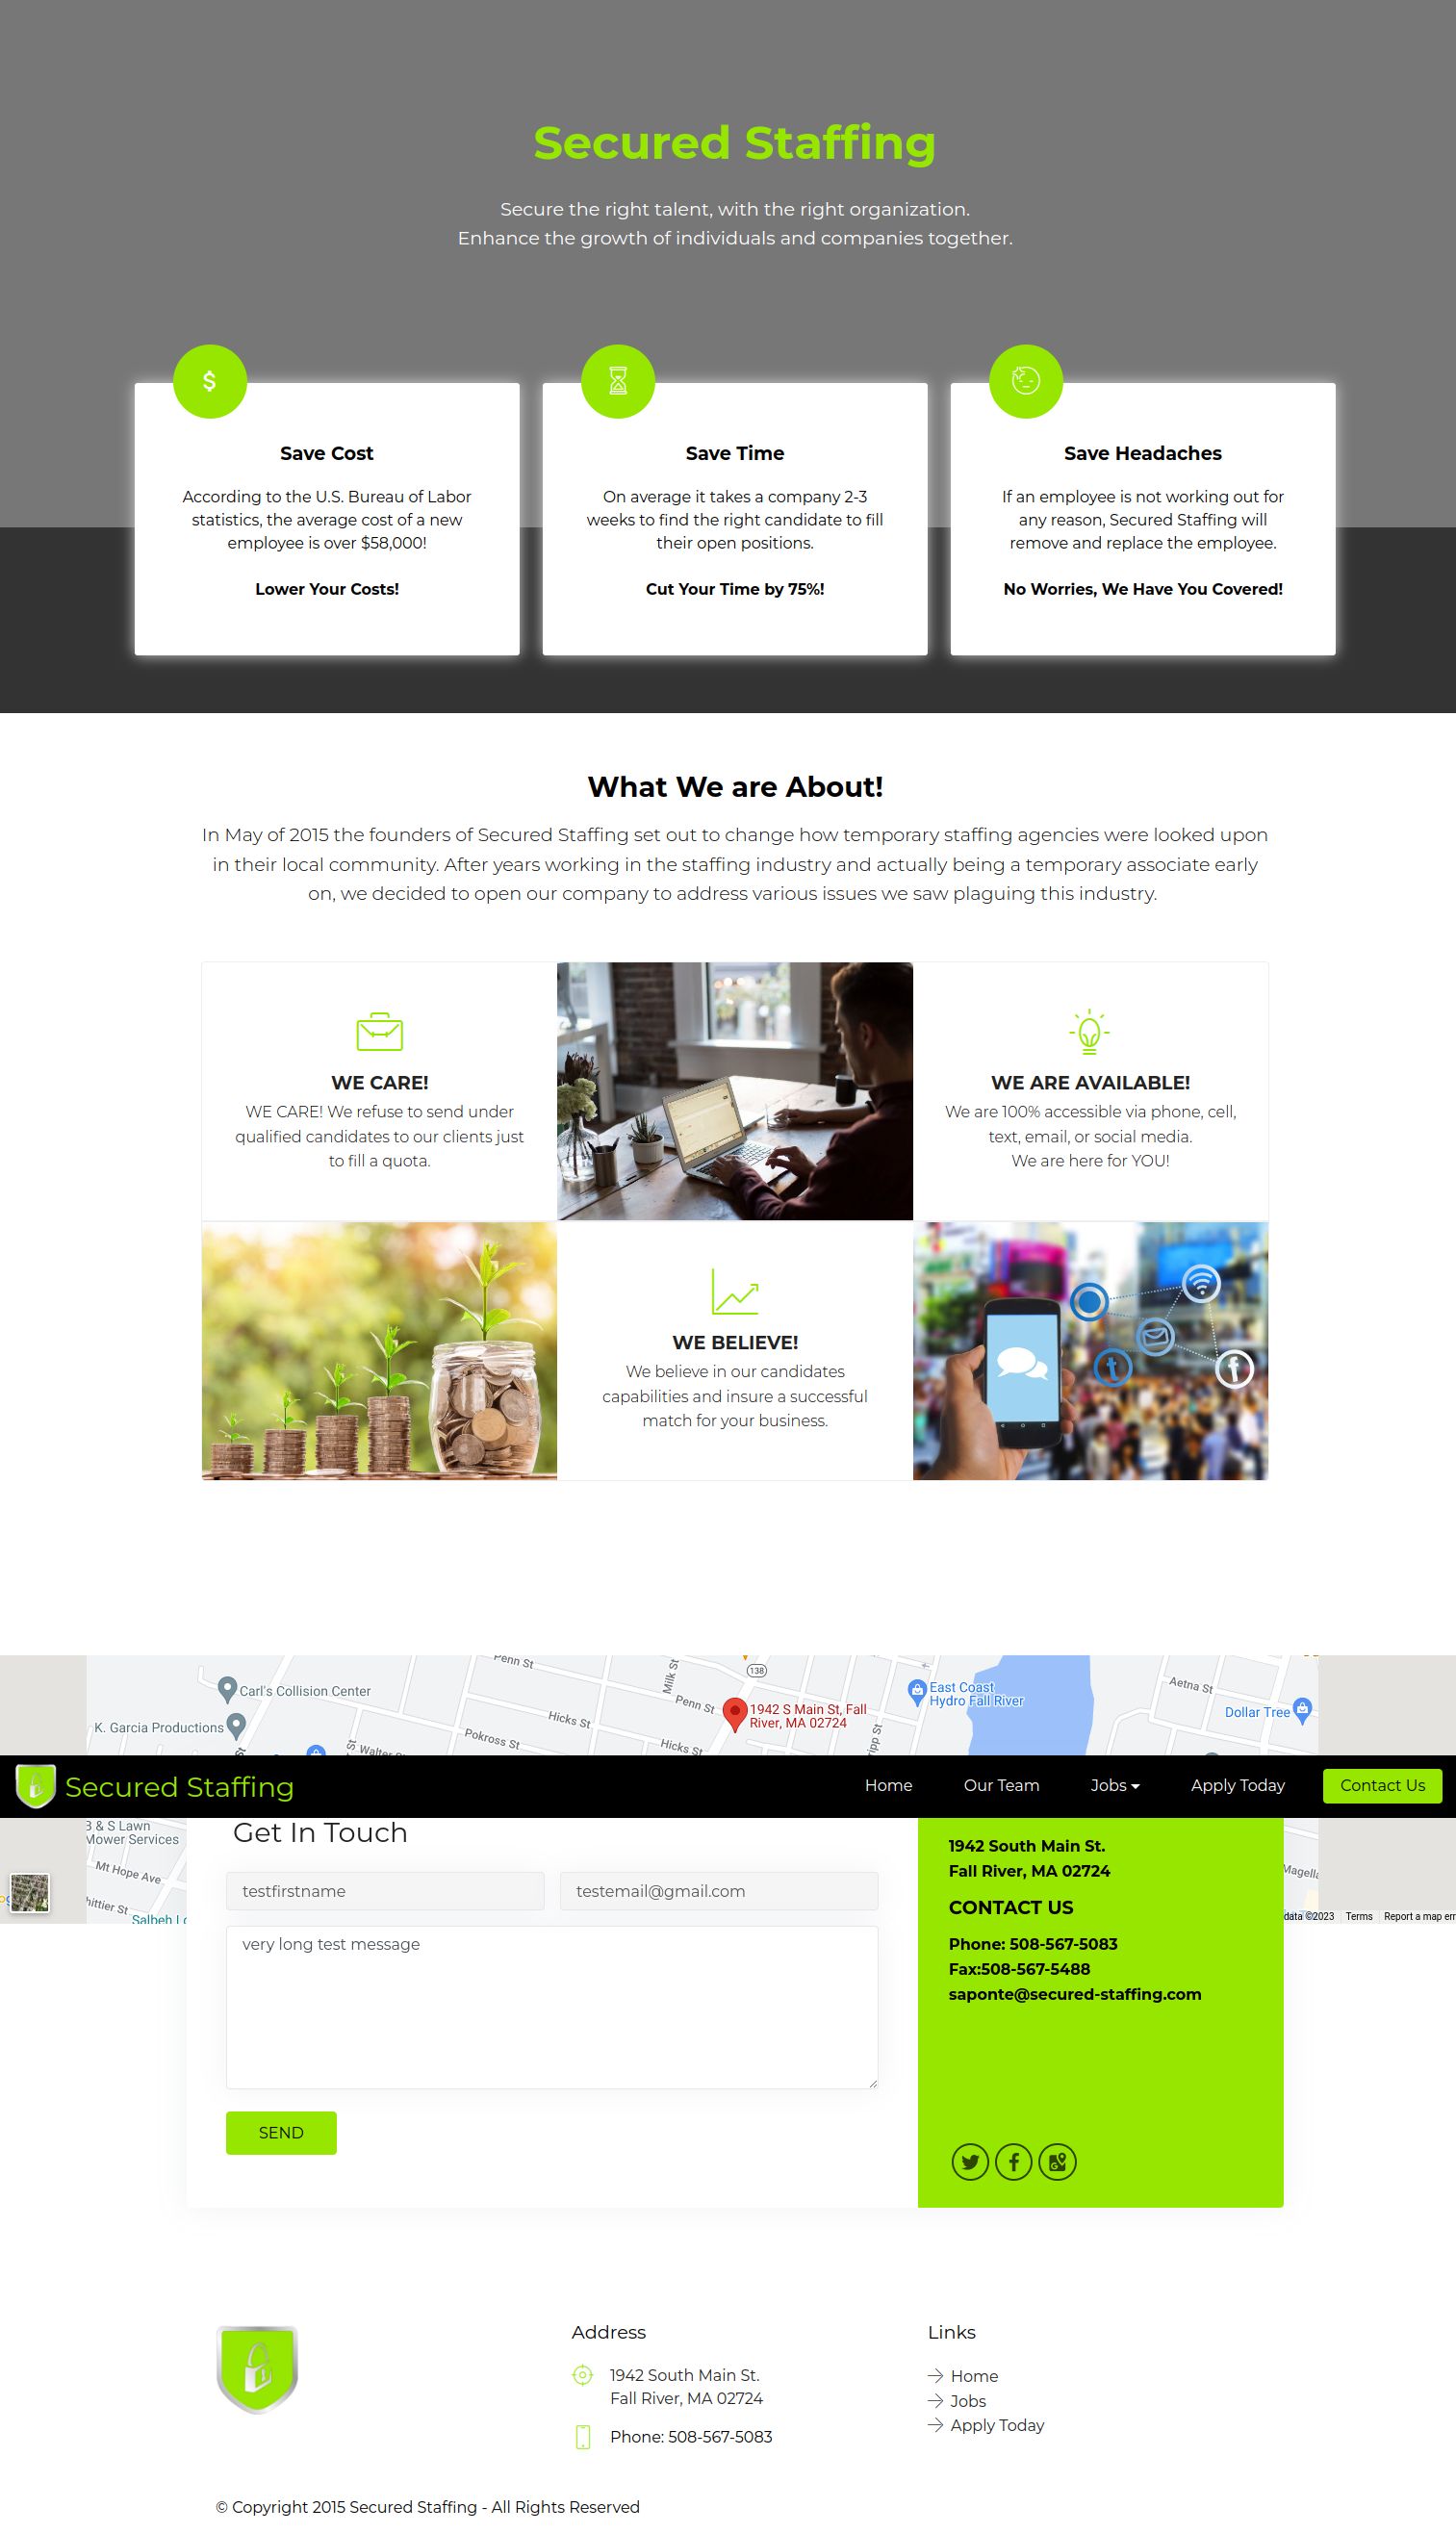 Secured Staffing
Secure the right talent, with the right organization.
Enhance the growth of individuals and companies together.
$
Save Cost
According to the U.S. Bureau of Labor
statistics, the average cost of a new
employee is over $58,000!
Lower Your Costs!
Save Time
On average it takes a company 2-3
weeks to find the right candidate to fill
their open positions.
Cut Your Time by 75%!
Save Headaches
If an employee is not working out for
any reason, Secured Staffing will
remove and replace the employee.
No Worries, We Have You Covered!
What We are About!
In May of 2015 the founders of Secured Staffing set out to change how temporary staffing agencies were looked upon
in their local community. After years working in the staffing industry and actually being a temporary associate early
on, we decided to open our company to address various issues we saw plaguing this industry.
WE CARE!
WE CARE! We refuse to send under
qualified candidates to our clients just
to fill a quota.
WE ARE AVAILABLE!
We are 100% accessible via phone, cell,
text, email, or social media.
We are here for YOU!
WE BELIEVE!
We believe in our candidates
capabilities and insure a successful
match for your business.
Penn St
Milk St
138
Carl's Collision Center
K. Garcia Productions
Hicks St
Penn St
1942 S Main St, Fall
River, MA 02724
East Coast
Hydro Fall River
Aetna St
Dollar Tree
Pokross St
Hicks St
Walter
Secured Staffing
Home
Our Team
Jobs
Apply Today
Contact Us
B & S Lawn
Mower Services
Mt Hope Ave
hittier St
Salbeh
Magella
data ©2023
Terms
Report a map err
Get In Touch
testfirstname
testemail@gmail.com
very long test message
SEND
1942 South Main St.
Fall River, MA 02724
CONTACT US
Phone: 508-567-5083
Fax:508-567-5488
saponte@secured-staffing.com
Address
1942 South Main St.
Fall River, MA 02724
Phone: 508-567-5083
Links
Home
Jobs
Apply Today
© Copyright 2015 Secured Staffing - All Rights Reserved